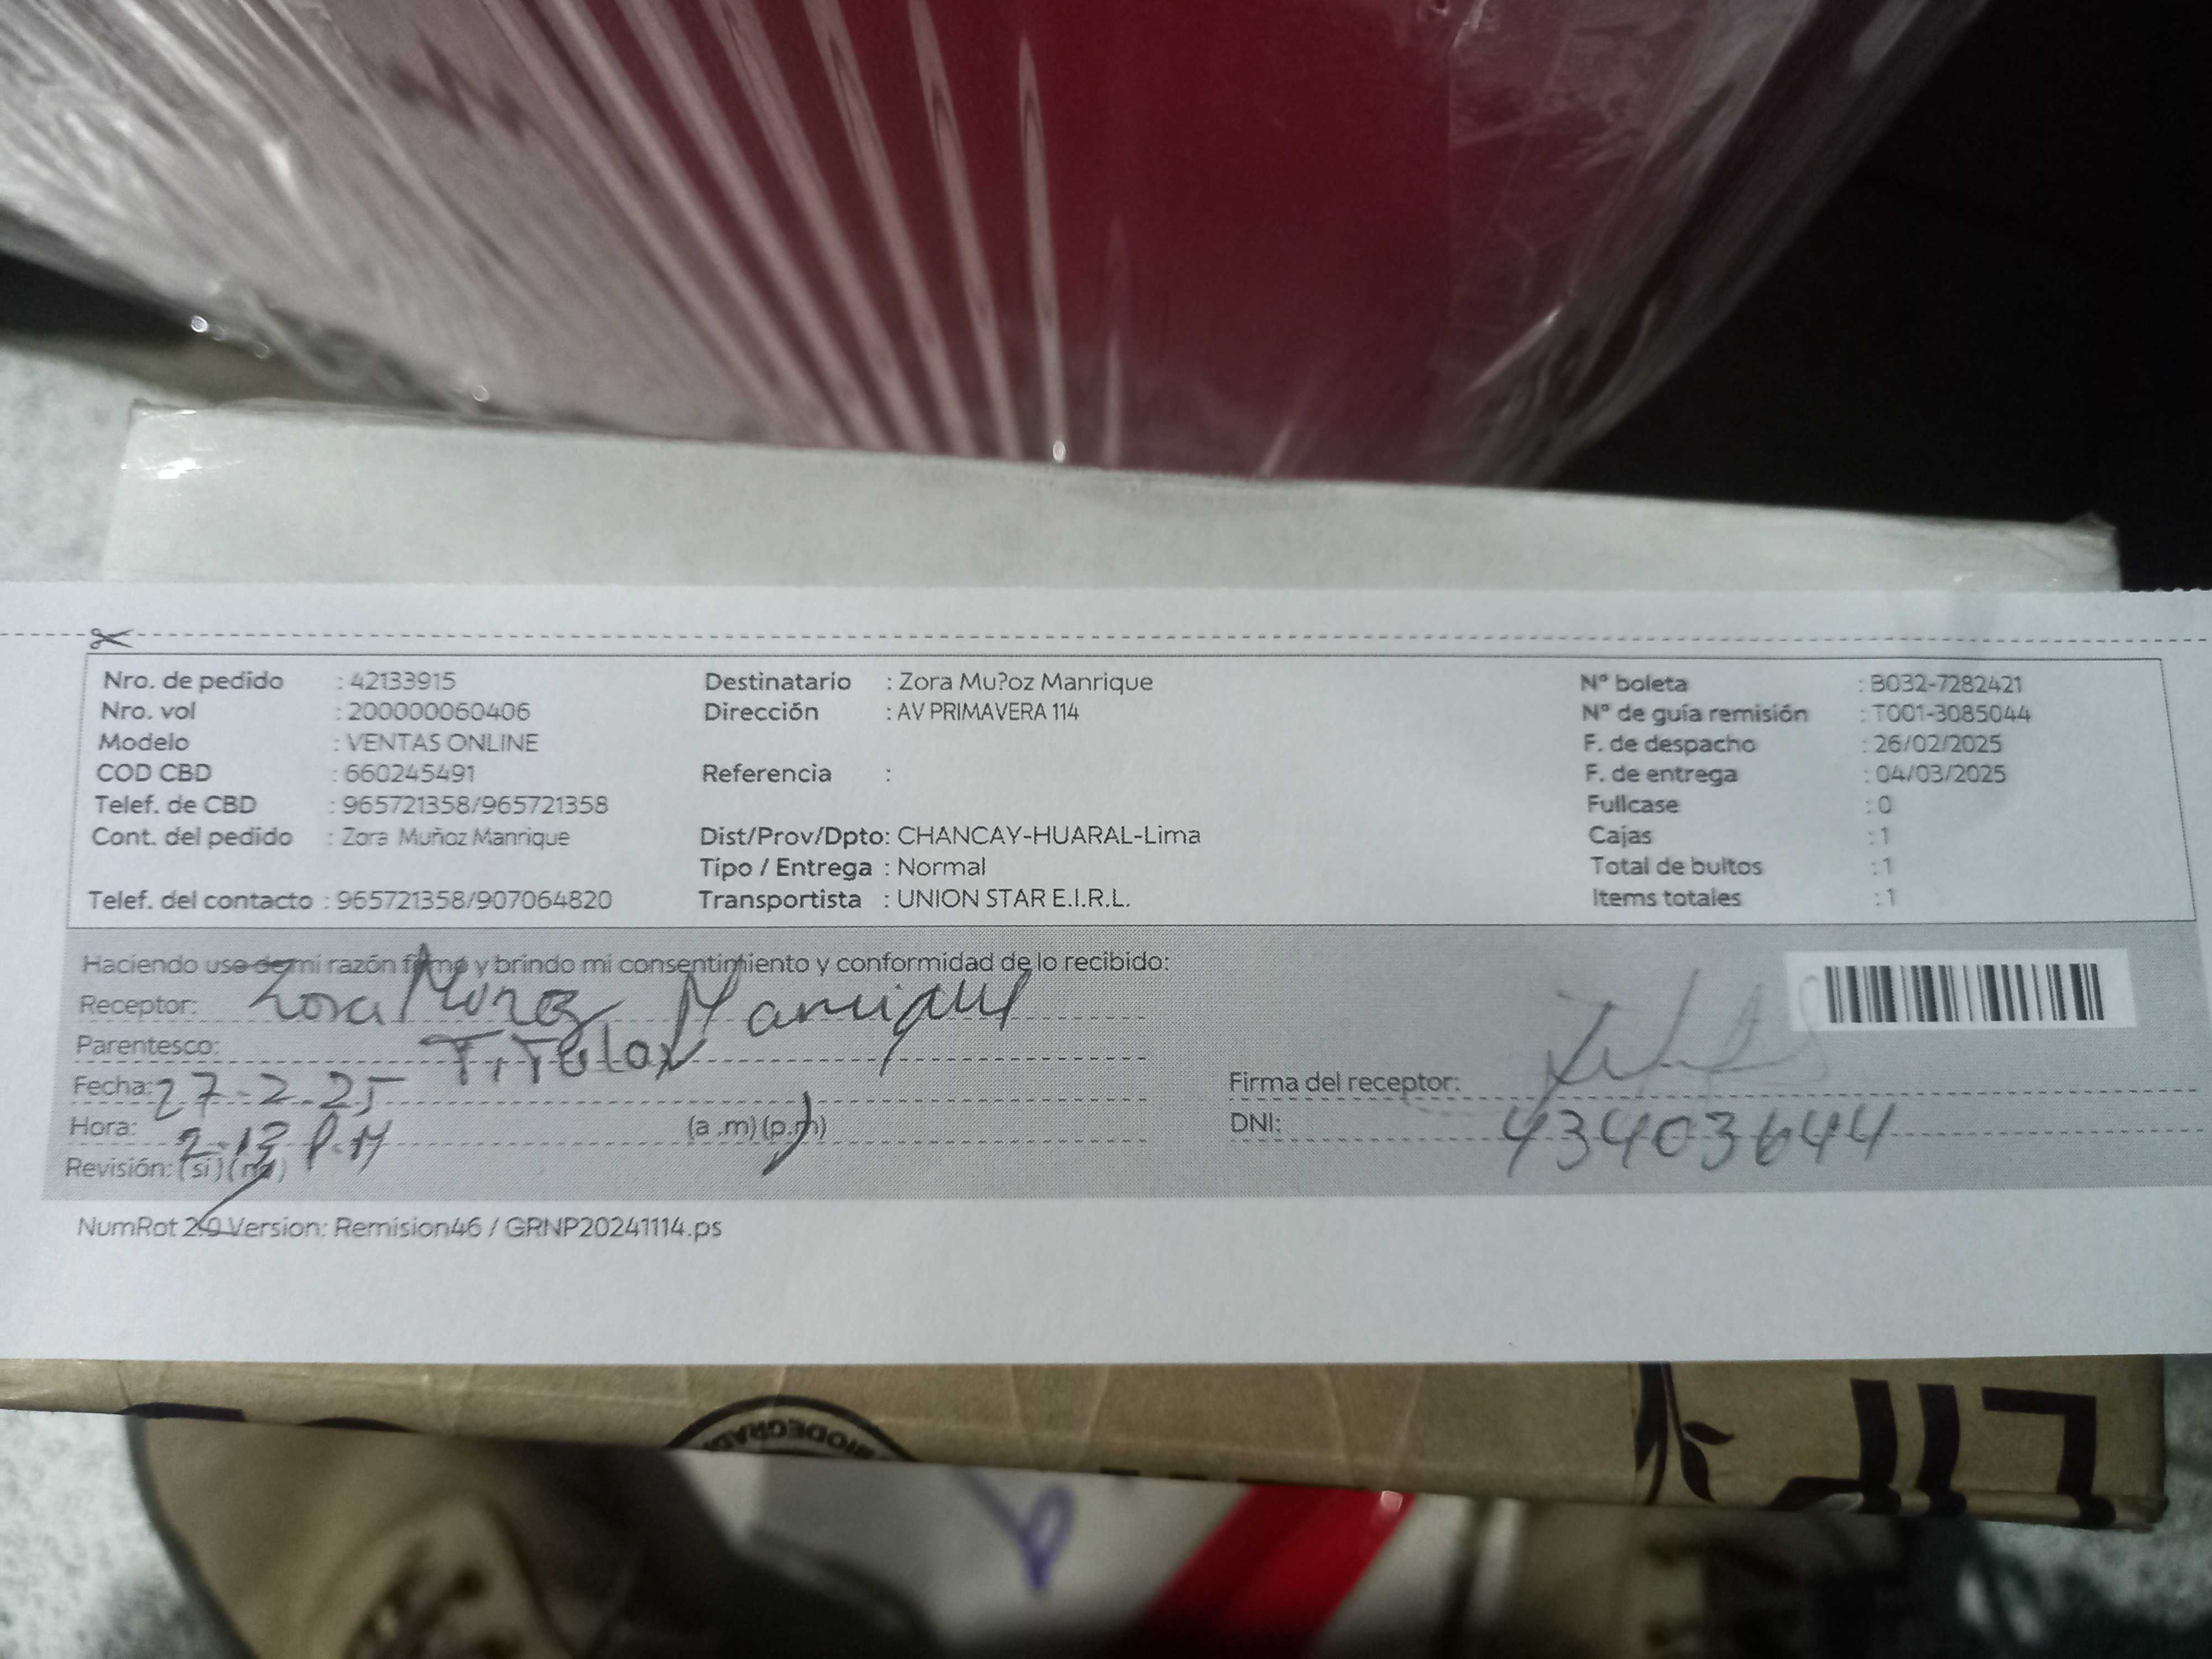 Nro. de pedido : 42133915
Nro. vol : 200000060406
Modelo : VENTAS ONLINE
COD CBD : 660245491
Telef. de CBD : 965721358/965721358
Cont. del pedido : Zora Muñoz Manrique
Telef. del contacto : 965721358/907064820
Destinatario : Zora Mu?oz Manrique
Dirección : AV PRIMAVERA 114
Referencia :
Dist/Prov/Dpto: CHANCAY-HUARAL-Lima
Tipo / Entrega : Normal
Transportista : UNION STAR E.I.R.L.
N° boleta : B032-7282421
N° de guía remisión : T001-3085044
F. de despacho : 26/02/2025
F. de entrega : 04/03/2025
Fullcase : 0
Cajas : 1
Total de bultos : 1
Items totales : 1
Haciendo uso de mi razón firmo y brindo mi consentimiento y conformidad de lo recibido:
Receptor: Zora Munoz Manrique
Parentesco: Titular
Fecha: 27-2-25
Hora: 2.13 P.M (a .m) (p.m)
Revisión: (si) (no)
Firma del receptor:
DNI: 43403644
NumRot 2.0 Version: Remision46 / GRNP20241114.ps